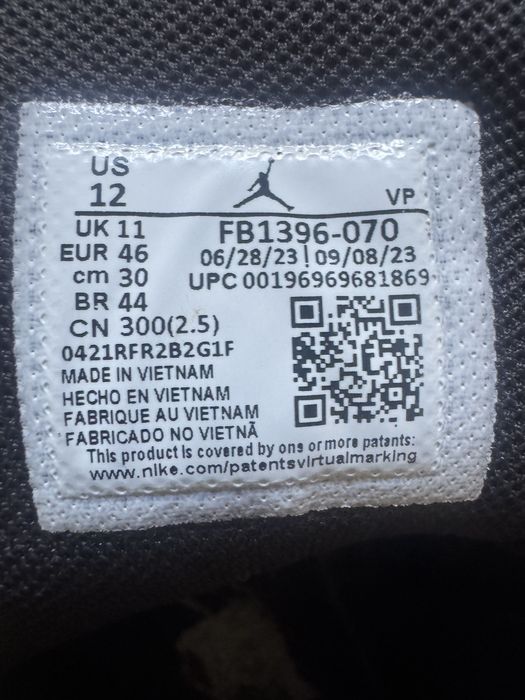 US
12
VP
UK 11
EUR 46
cm 30
BR 44
CN 300(2.5)
FB1396-070
06/28/23 | 09/08/23
UPC 00196969681869
0421RFR2B2G1F
MADE IN VIETNAM
HECHO EN VIETNAM
FABRIQUE AU VIETNAM
FABRICADO NO VIETNÃ
This product is covered by one or more patents:
www.nike.com/patentsvirtualmarking